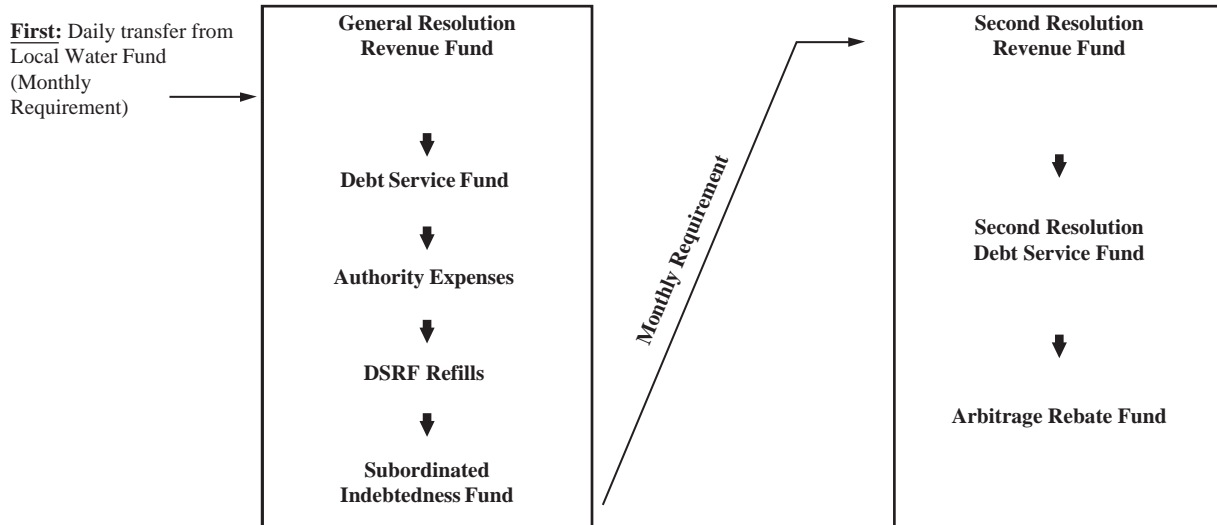 First: Daily transfer from
Local Water Fund
(Monthly
Requirement)
General Resolution
Revenue Fund
Debt Service Fund
Authority Expenses
DSRF Refills
Subordinated
Indebtedness Fund
Monthly Requirement
Second Resolution
Revenue Fund
Second Resolution
Debt Service Fund
Arbitrage Rebate Fund